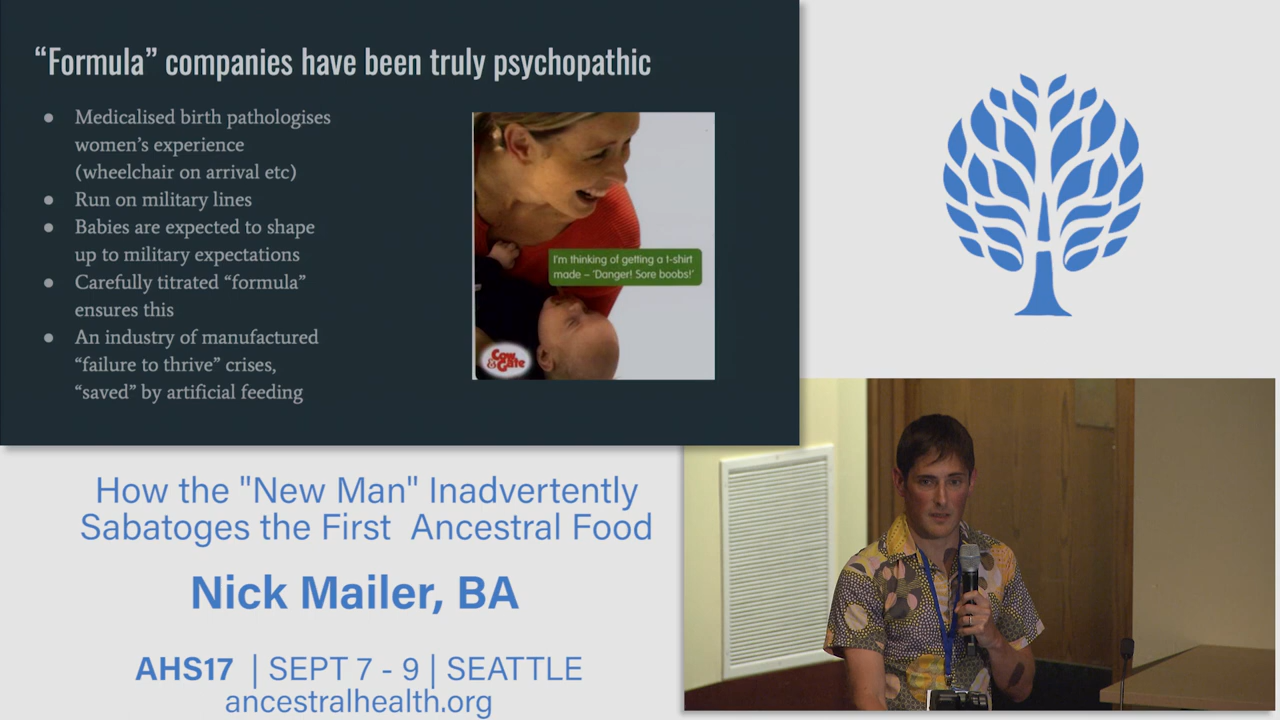 “Formula” companies have been truly psychopathic
● Medicalised birth pathologises
women’s experience
(wheelchair on arrival etc)
● Run on military lines
● Babies are expected to shape
up to military expectations
● Carefully titrated “formula”
ensures this
● An industry of manufactured
“failure to thrive” crises,
“saved” by artificial feeding
I'm thinking of getting a t-shirt
made – 'Danger! Sore boobs!'
Cow
& Gate
How the "New Man" Inadvertently
Sabatoges the First Ancestral Food
Nick Mailer, BA
AHS17 | SEPT 7 - 9 | SEATTLE
ancestralhealth.org